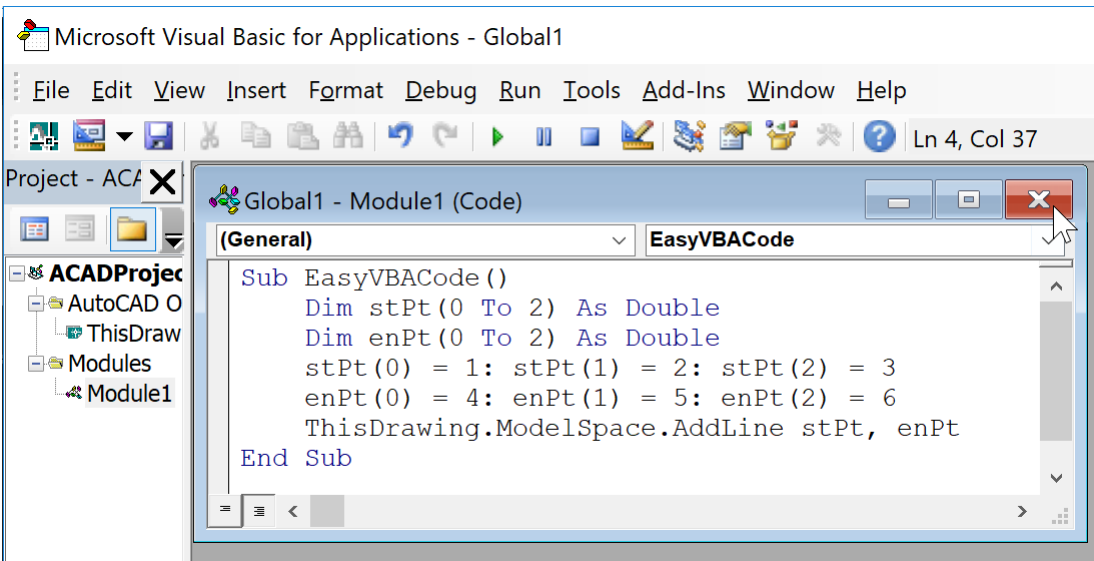 Microsoft Visual Basic for Applications - Global1
File Edit View Insert Format Debug Run Tools Add-Ins Window Help
Ln 4, Col 37
Project - ACA
Global1 - Module1 (Code)
(General) EasyVBACode
ACADProjec
AutoCAD O
ThisDraw
Modules
Module1
Sub EasyVBACode()
Dim stPt(0 To 2) As Double
Dim enPt(0 To 2) As Double
stPt(0) = 1: stPt(1) = 2: stPt(2) = 3
enPt(0) = 4: enPt(1) = 5: enPt(2) = 6
ThisDrawing.ModelSpace.AddLine stPt, enPt
End Sub